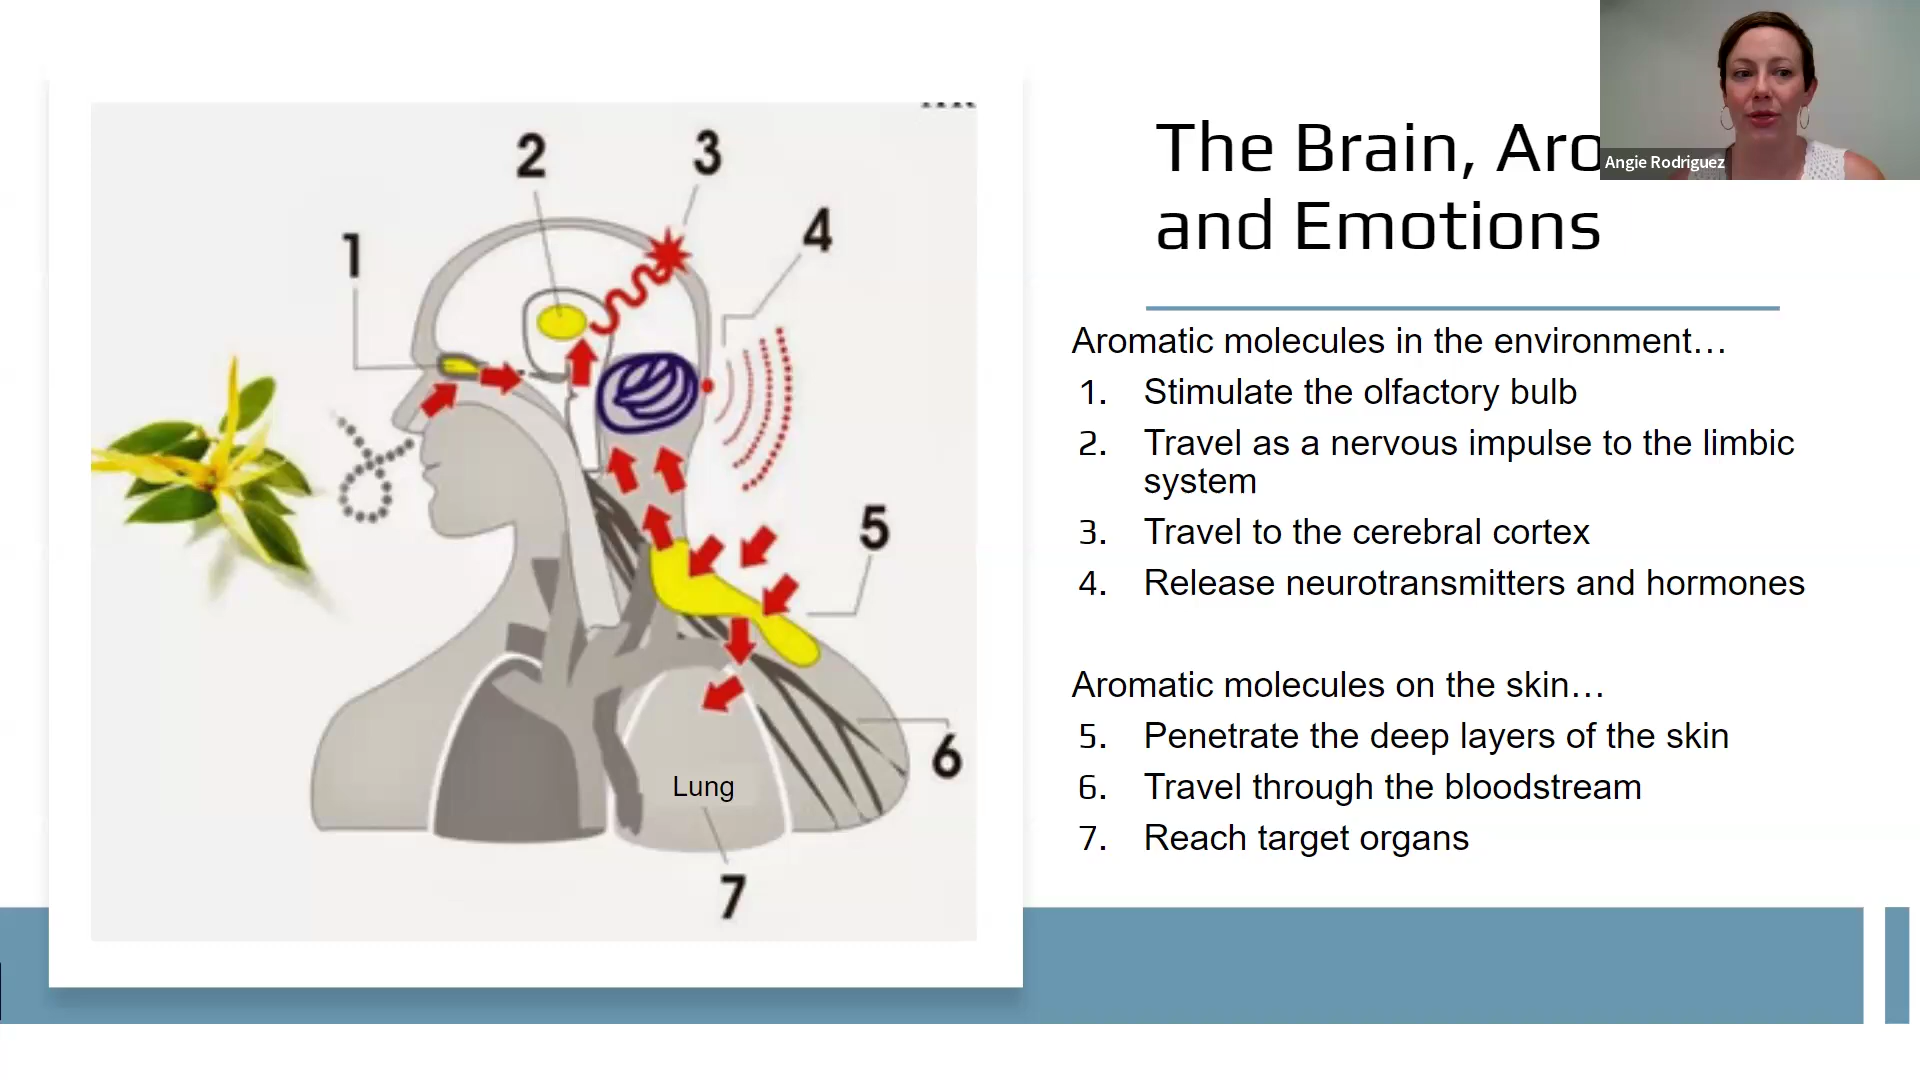 The Brain, Aro
and Emotions
Angie Rodriguez
Aromatic molecules in the environment…
1. Stimulate the olfactory bulb
2. Travel as a nervous impulse to the limbic
system
3. Travel to the cerebral cortex
4. Release neurotransmitters and hormones
Aromatic molecules on the skin…
5. Penetrate the deep layers of the skin
6. Travel through the bloodstream
7. Reach target organs
1
2
3
4
5
6
Lung
7